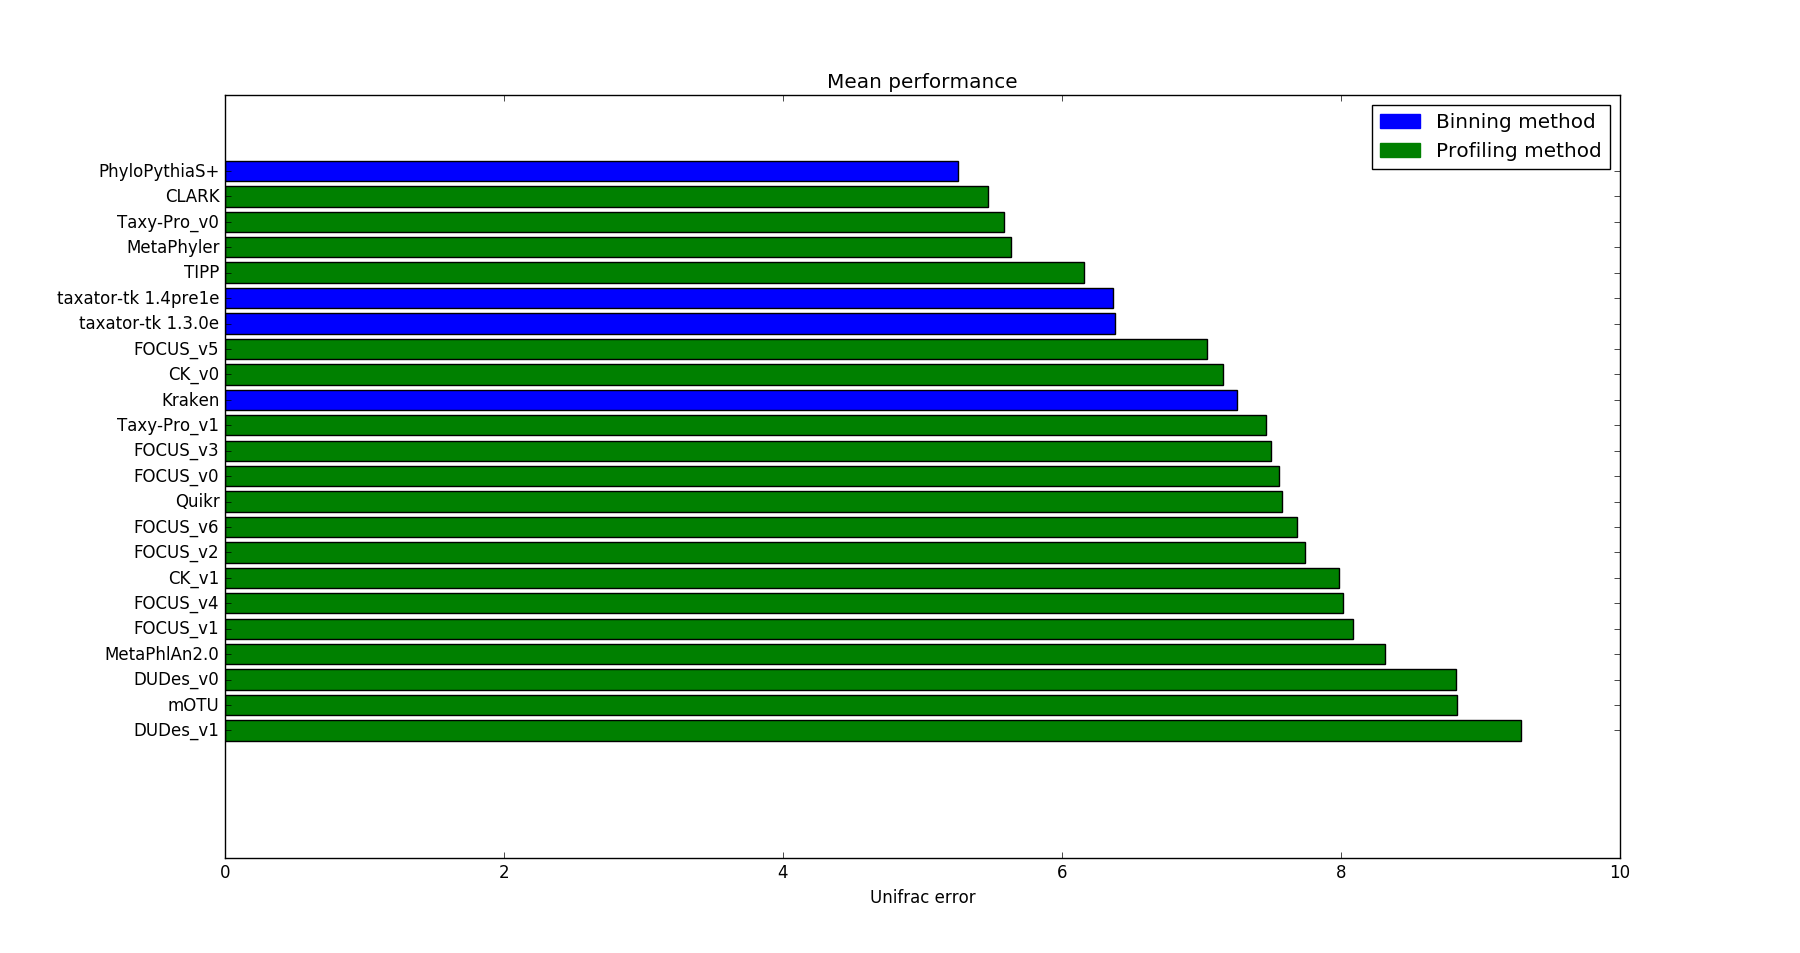 Mean performance
Binning method
Profiling method
PhyloPythiaS+
CLARK
Taxy-Pro_v0
MetaPhyler
TIPP
taxator-tk 1.4pre1e
taxator-tk 1.3.0e
FOCUS_v5
CK_v0
Kraken
Taxy-Pro_v1
FOCUS_v3
FOCUS_v0
Quikr
FOCUS_v6
FOCUS_v2
CK_v1
FOCUS_v4
FOCUS_v1
MetaPhlAn2.0
DUDes_v0
mOTU
DUDes_v1
0 2 4 6 8 10
Unifrac error